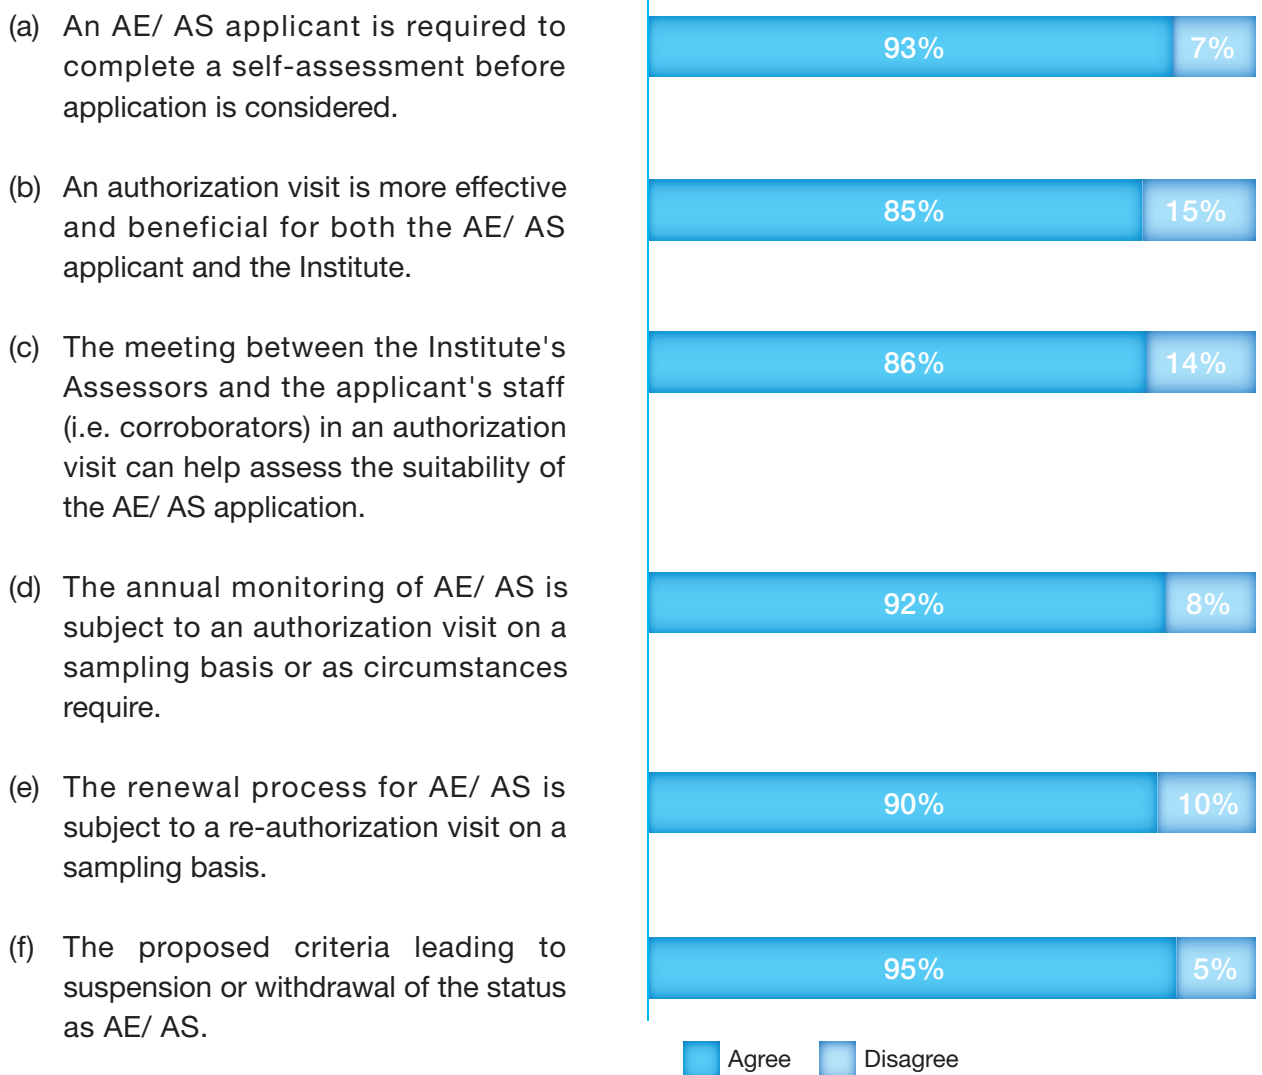 (a) An AE/ AS applicant is required to
complete a self-assessment before
application is considered.
93% 7%
(b) An authorization visit is more effective
and beneficial for both the AE/ AS
applicant and the Institute.
85% 15%
(c) The meeting between the Institute's
Assessors and the applicant's staff
(i.e. corroborators) in an authorization
visit can help assess the suitability of
the AE/ AS application.
86% 14%
(d) The annual monitoring of AE/ AS is
subject to an authorization visit on a
sampling basis or as circumstances
require.
92% 8%
(e) The renewal process for AE/ AS is
subject to a re-authorization visit on a
sampling basis.
90% 10%
(f) The proposed criteria leading to
suspension or withdrawal of the status
as AE/ AS.
95% 5%
Agree Disagree